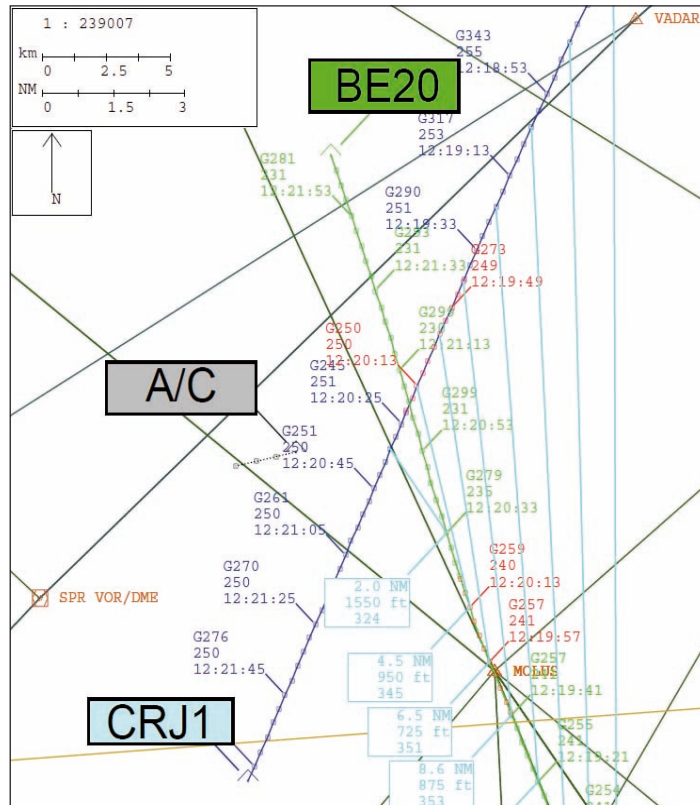 1 : 239007
km
0 2.5 5
NM
0 1.5 3
N
VADAR
G343
255
12:18:53
BE20
G317
253
12:19:13
G281
231
12:21:53
G290
251
12:19:33
231
12:21:33
G273
249
12:19:49
G250
250
12:20:13
G299
230
12:21:13
A/C
G245
251
12:20:25
G299
231
12:20:53
G251
250
12:20:45
G279
235
12:20:33
G261
250
12:21:05
G259
240
12:20:13
G270
250
12:21:25
2.0 NM
1550 ft
324
SPR VOR/DME
G257
241
12:19:57
G276
250
12:21:45
4.5 NM
950 ft
345
MOLUS
G257
12:19:41
CRJ1
6.5 NM
725 ft
351
G255
241
12:19:21
8.6 NM
875 ft
353
G254